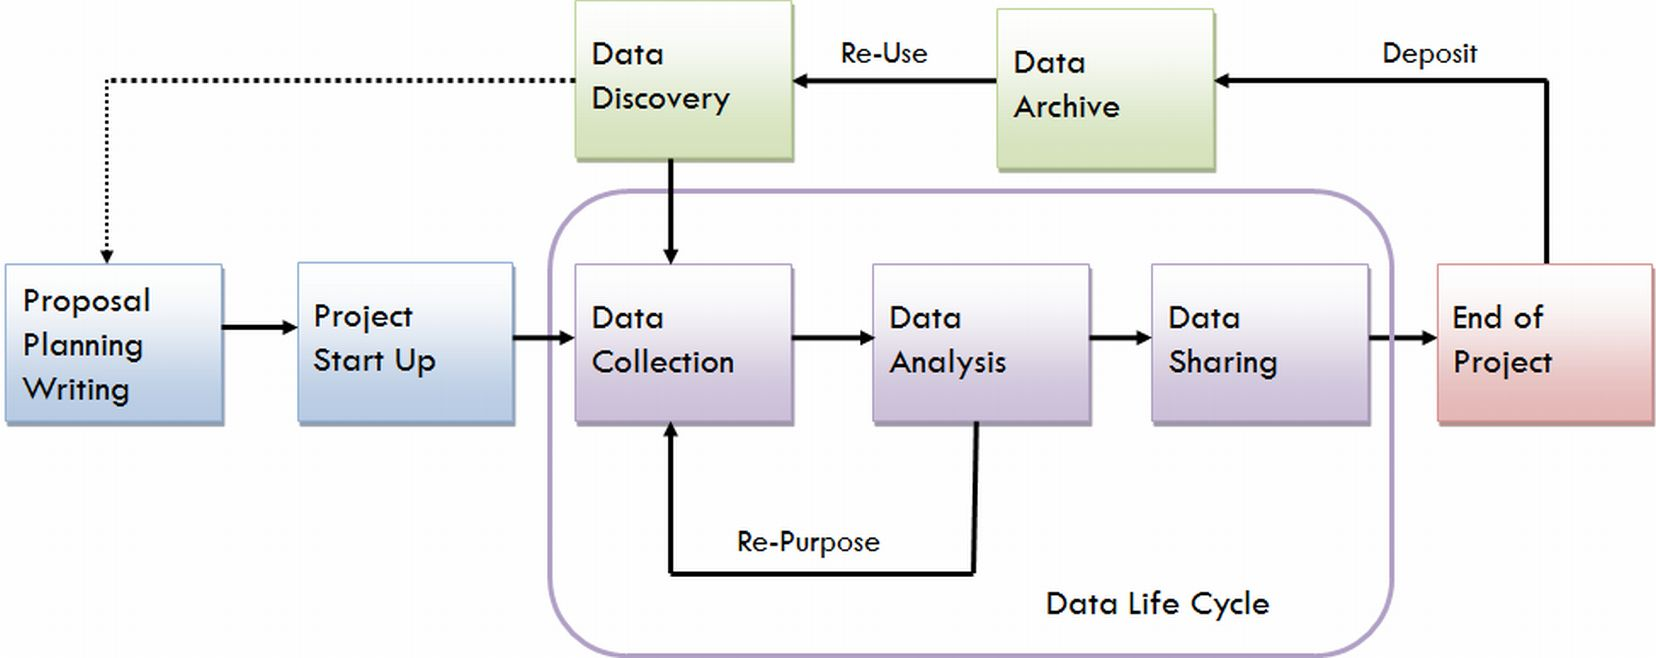 Data
Discovery
Re-Use
Data
Archive
Deposit
Proposal
Planning
Writing
Project
Start Up
Data
Collection
Data
Analysis
Data
Sharing
End of
Project
Re-Purpose
Data Life Cycle